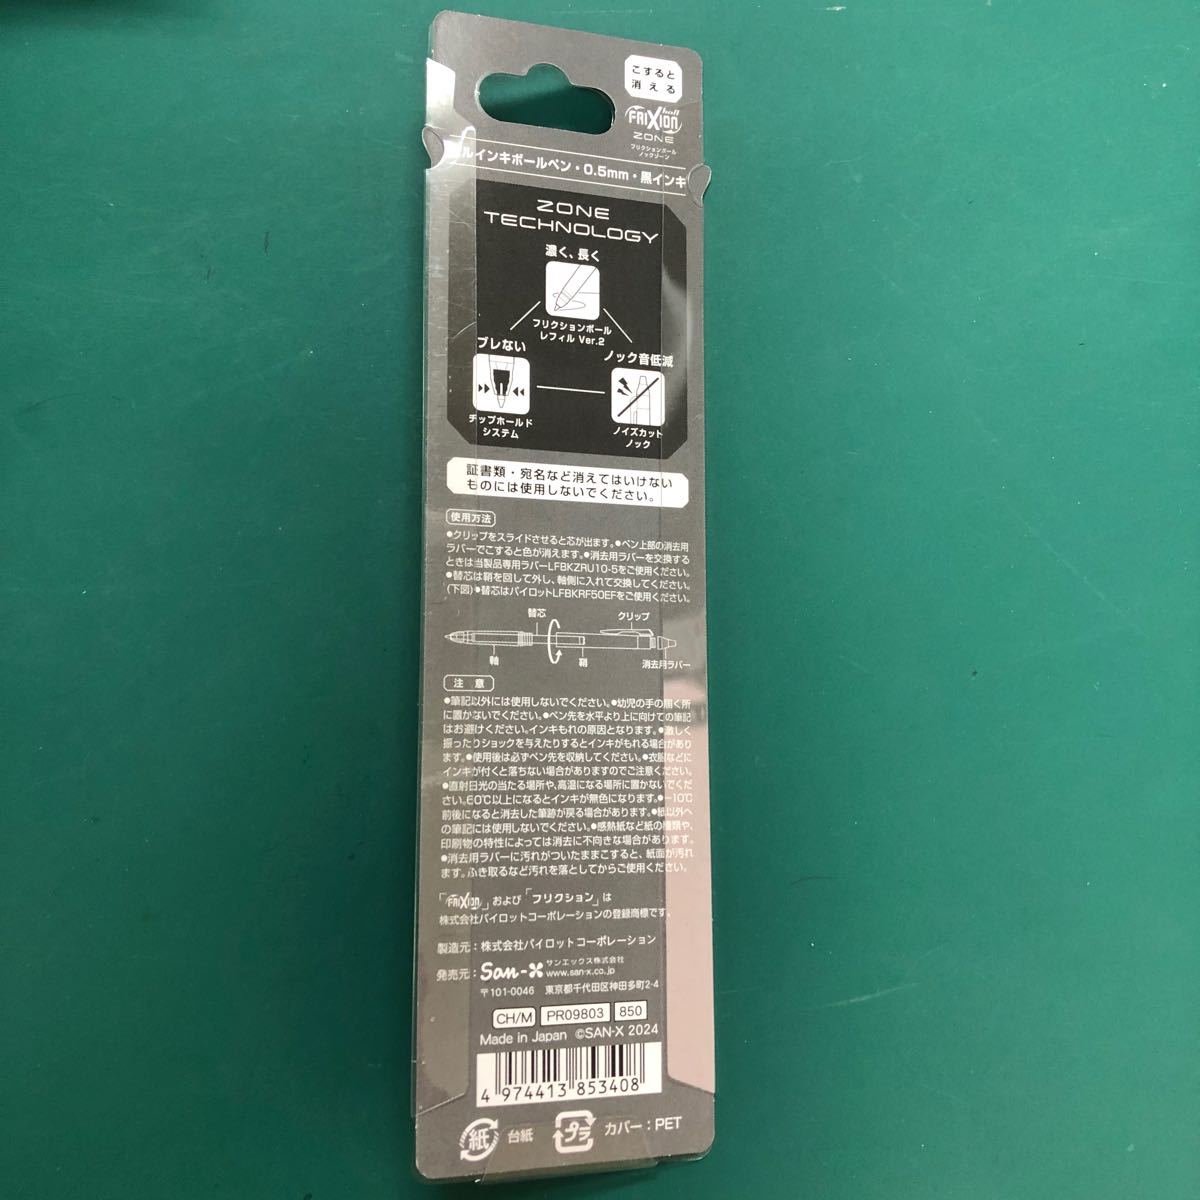 こすると
消える
FRIXION ball
ZONE
フリクションボール
ノックゾーン
ルインキボールペン・0.5mm・黒インキ
ZONE
TECHNOLOGY
濃く、長く
フリクションボール
レフィル Ver.2
ブレない
ノック音低減
チップホールド
システム
ノイズカット
ノック
証書類・宛名など消えてはいけない
ものには使用しないでください。
使用方法
●クリップをスライドさせると芯が出ます。●ペン上部の消去用
ラバーでこすると色が消えます。●消去用ラバーを交換する
ときは当製品専用ラバーLFBKZRU10-5をご使用ください。
●替芯は鞘を回して外し、軸側に入れて交換してください。
(下図)●替芯はパイロットLFBKRF50EFをご使用ください。
替芯
クリップ
軸
鞘
消去用ラバー
注意
●筆記以外には使用しないでください。●幼児の手の届く所
に置かないでください。●ペン先を水平より上に向けての筆記
はお避けください。インキもれの原因となります。●激しく
振ったりショックを与えたりするとインキがもれる場合があり
ます。●使用後は必ずペン先を収納してください。●衣服などに
インキが付くと落ちない場合がありますのでご注意ください。
●直射日光の当たる場所や、高温になる場所に置かないでくだ
さい。60℃以上になるとインキが無色になります。●−10℃
前後になると消去した筆跡が戻る場合があります。●紙以外へ
の筆記には使用しないでください。●感熱紙など紙の種類や、
印刷物の特性によっては消去に不向きな場合があります。
●消去用ラバーに汚れがついたままこすると、紙面が汚れ
ます。ふき取るなど汚れを落としてからご使用ください。
「FRIXION」および「フリクション」は
株式会社パイロットコーポレーションの登録商標です。
製造元：株式会社パイロットコーポレーション
発売元：San-X サンエックス株式会社
www.san-x.co.jp
〒101-0046 東京都千代田区神田多町2-4
CH/M PR09803 850
Made in Japan ©SAN-X 2024
4 974413 853408
紙 台紙 プラ カバー：PET